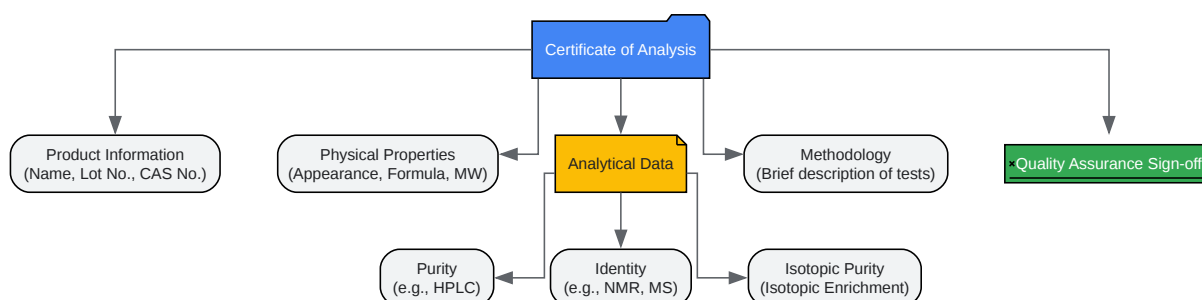 Certificate of Analysis
Product Information
(Name, Lot No., CAS No.)
Physical Properties
(Appearance, Formula, MW)
Analytical Data
Methodology
(Brief description of tests)
Quality Assurance Sign-off
Purity
(e.g., HPLC)
Identity
(e.g., NMR, MS)
Isotopic Purity
(Isotopic Enrichment)